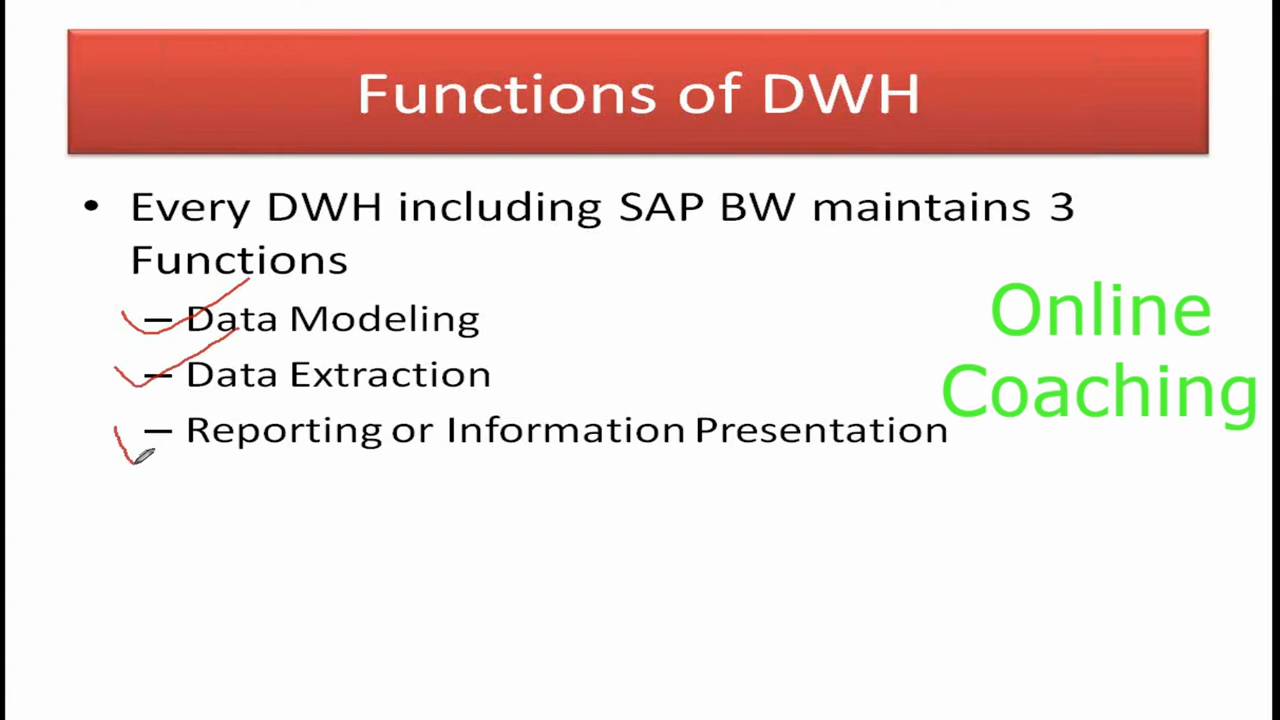 Functions of DWH
• Every DWH including SAP BW maintains 3
Functions
– Data Modeling
– Data Extraction
– Reporting or Information Presentation
Online
Coaching